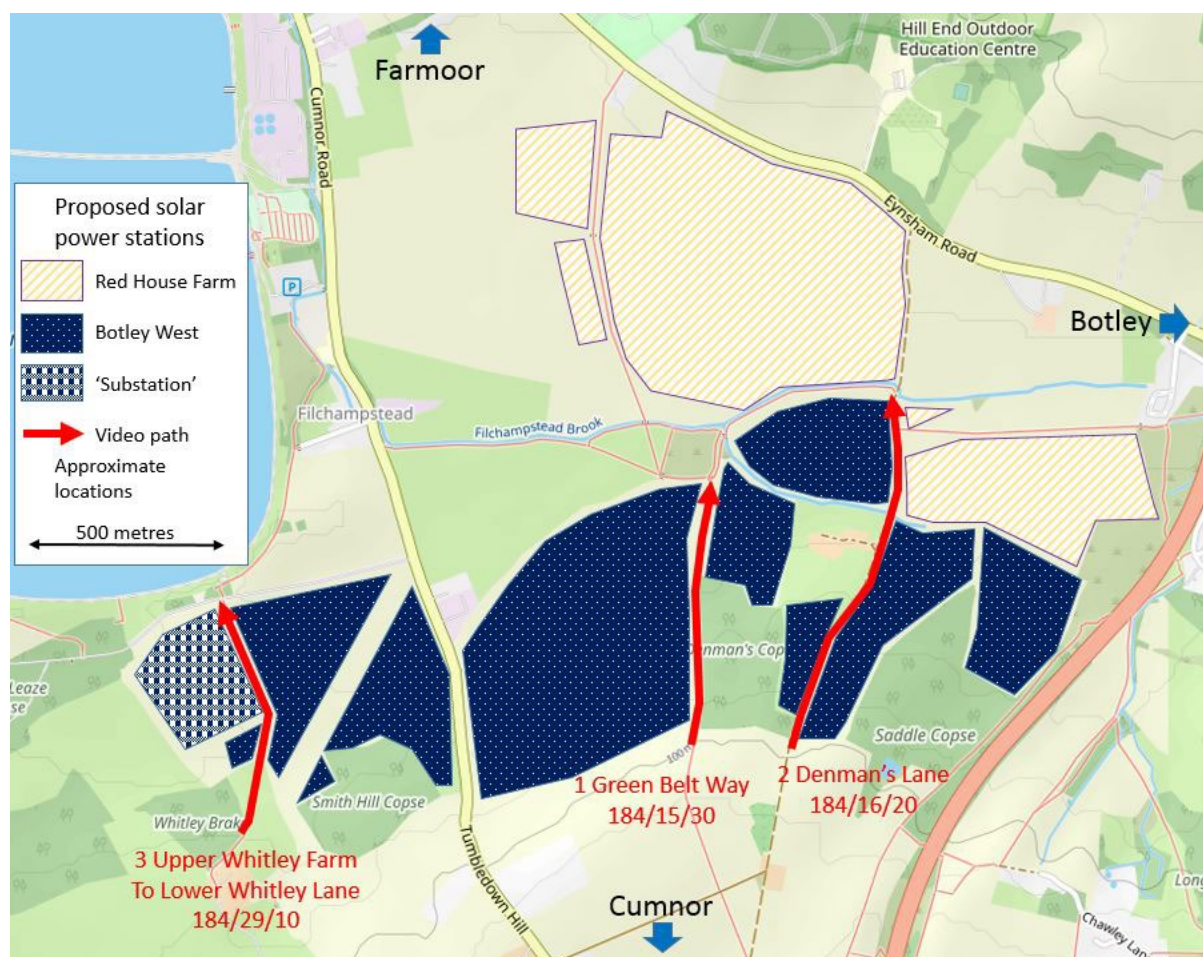 Hill End Outdoor
Education Centre
Farmoor
Cumnor Road
Eynsham Road
Proposed solar
power stations
Red House Farm
Botley West
'Substation'
Video path
Approximate
locations
500 metres
P
Botley
Filchampstead
Filchampstead Brook
Leaze
Denman's Cop
Saddle Copse
100 m
1 Green Belt Way
184/15/30
2 Denman's Lane
184/16/20
Smith Hill Copse
Whitley Brak
3 Upper Whitley Farm
To Lower Whitley Lane
184/29/10
Tumbledown Hill
Cumnor
Chawley Lan
Long